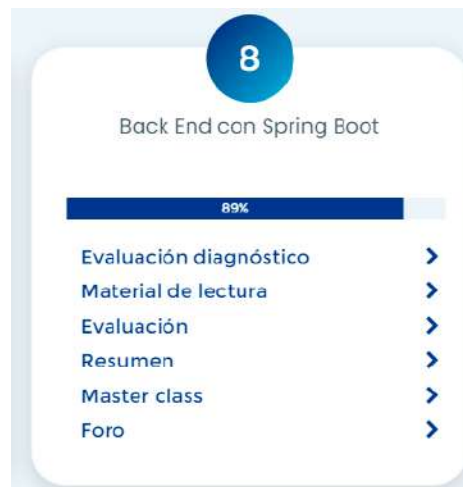 8
Back End con Spring Boot
89%
Evaluación diagnóstico
Material de lectura
Evaluación
Resumen
Master class
Foro